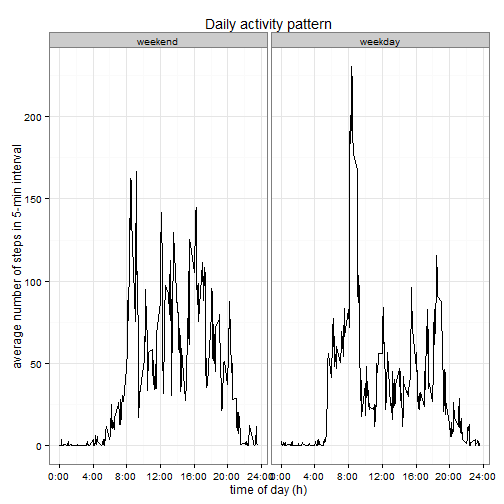 Daily activity pattern
weekend weekday
average number of steps in 5-min interval
200
150
100
50
0
0:00 4:00 8:00 12:00 16:00 20:00 24:00 0:00 4:00 8:00 12:00 16:00 20:00 24:00
time of day (h)